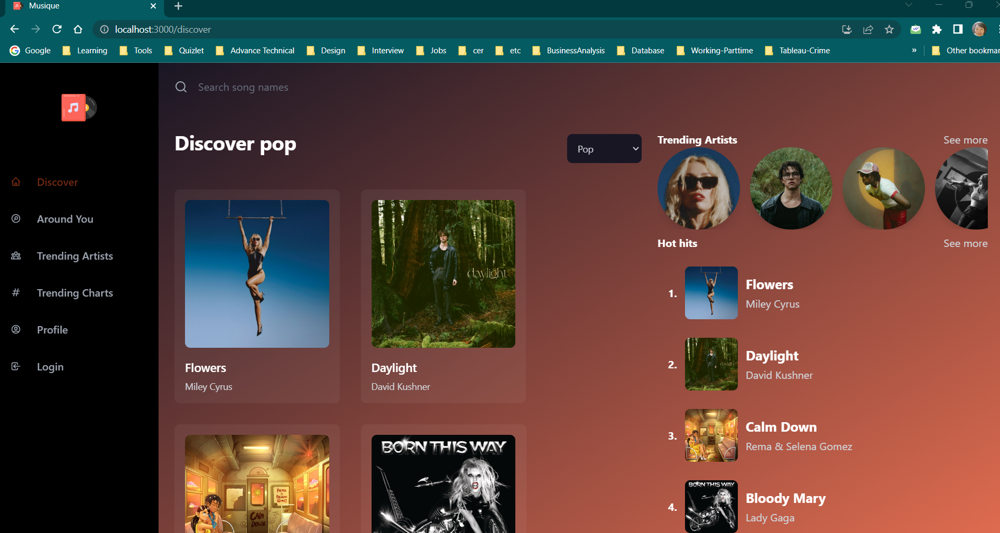 Musique
localhost:3000/discover
Google Learning Tools Quizlet Advance Technical Design Interview Jobs cer etc BusinessAnalysis Database Working-Parttime Tableau-Crime » Other bookmar
Search song names
Discover pop
Pop
Discover
Around You
Trending Artists
Trending Charts
Profile
Login
daylight
Flowers
Miley Cyrus
Daylight
David Kushner
REMA & SELENA GOMEZ
CALM DOWN
BORN THIS WAY
Trending Artists
See more
Hot hits
See more
1.
Flowers
Miley Cyrus
2.
daylight
Daylight
David Kushner
3.
Calm Down
Rema & Selena Gomez
4.
BORN THIS WAY
Bloody Mary
Lady Gaga